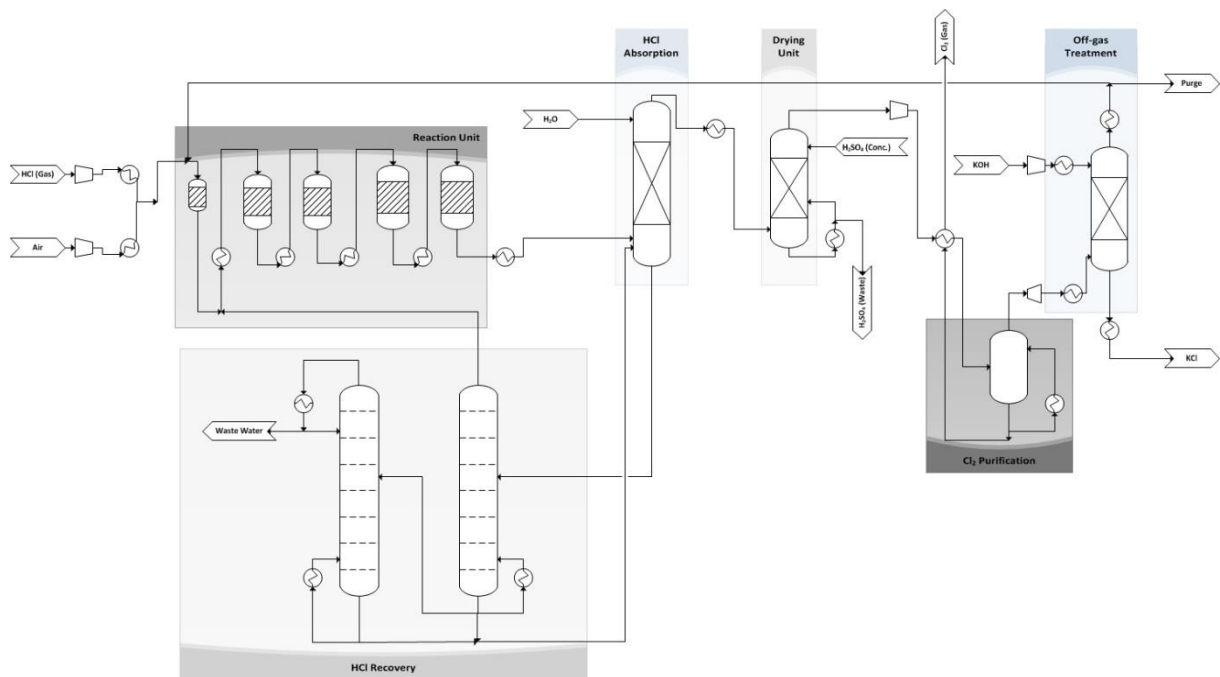 HCl
Absorption
Drying
Unit
Cl₂ (Gas)
Off-gas
Treatment
Purge
H₂O
Reaction Unit
H₂SO₄ (Conc.)
HCl (Gas)
KOH
Air
H₂SO₄ (Waste)
KCl
Waste Water
Cl₂ Purification
HCl Recovery